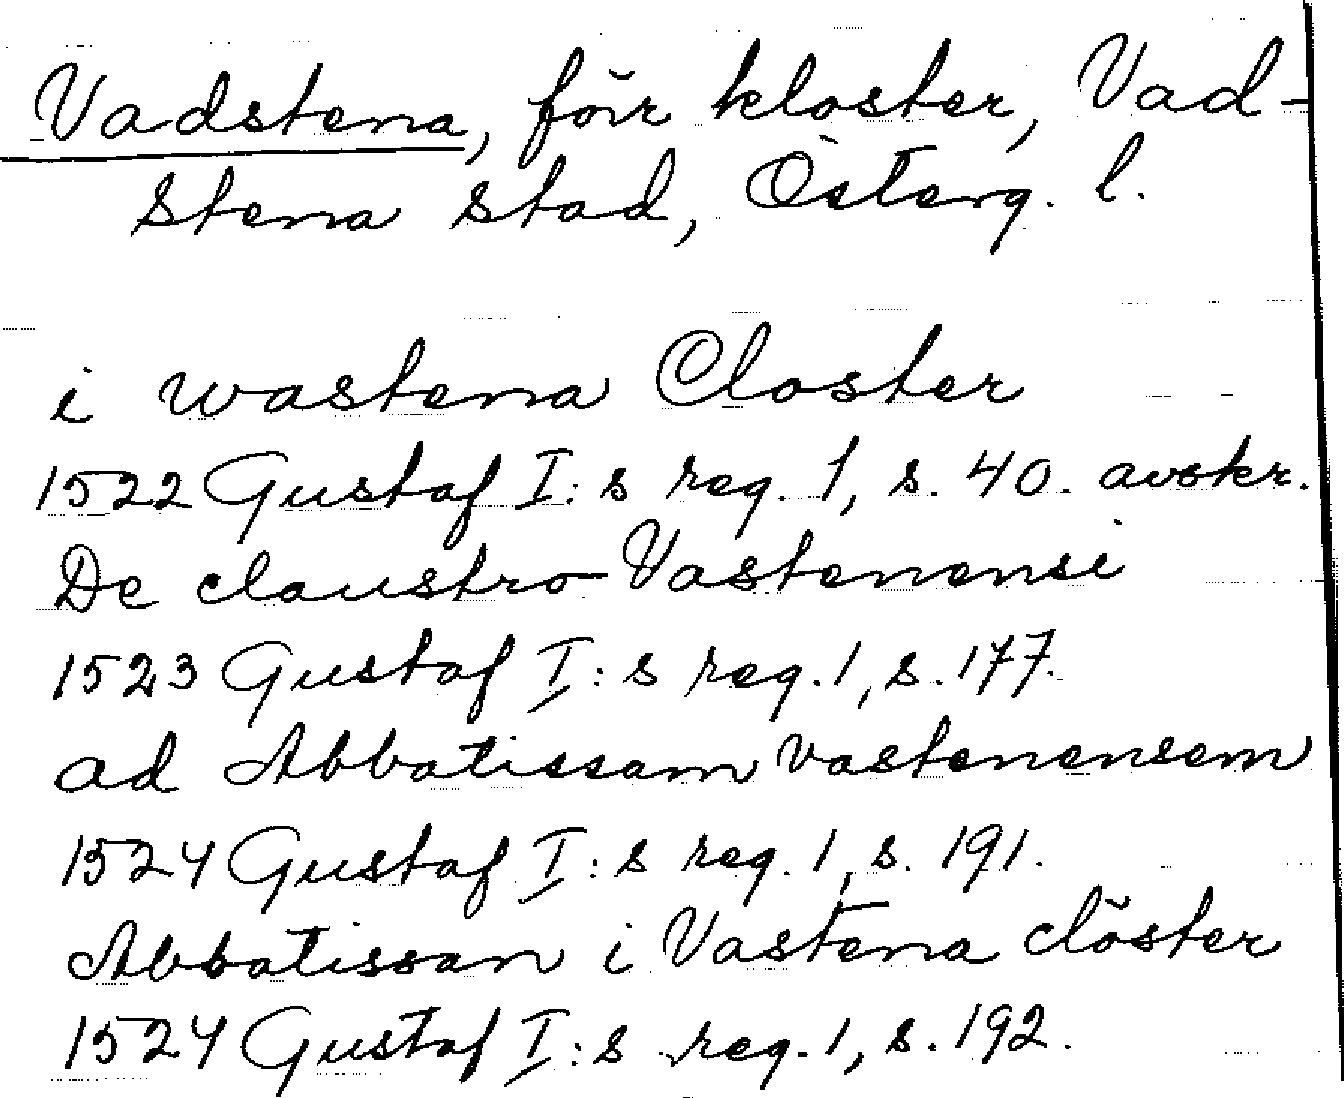 Vadstena, förr kloster, Vad-
stena stad, Österg. l.
i wastena Closter
1522 Gustaf I:s reg. 1, s. 40. avskr.
De claustro Vastenensi
1523 Gustaf I:s reg. 1, s. 177.
ad Abbatissam vastenensem
1524 Gustaf I:s reg. 1, s. 191.
Abbatissan i Vastena clöster
1524 Gustaf I:s reg. 1, s. 192.